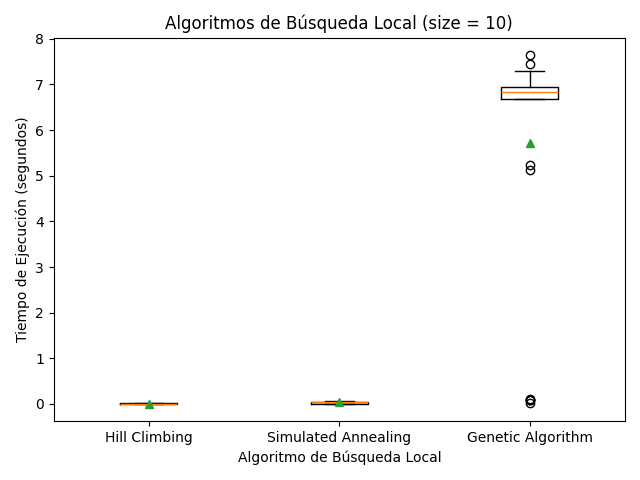 Algoritmos de Búsqueda Local (size = 10)
Tiempo de Ejecución (segundos)
8
7
6
5
4
3
2
1
0
Hill Climbing
Simulated Annealing
Genetic Algorithm
Algoritmo de Búsqueda Local